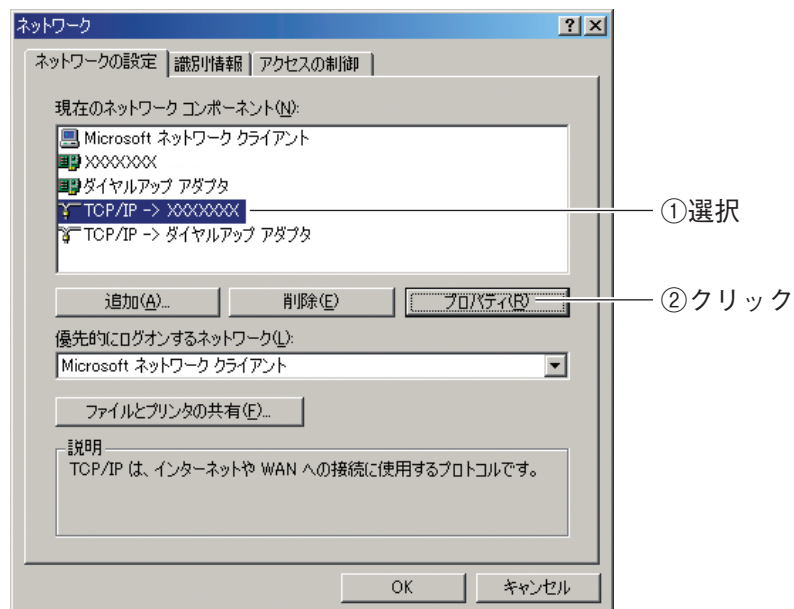 ネットワーク
ネットワークの設定 識別情報 アクセスの制御
現在のネットワーク コンポーネント(N):
Microsoft ネットワーク クライアント
XXXXXXX
ダイヤルアップ アダプタ
TCP/IP -> XXXXXXX
①選択
TCP/IP -> ダイヤルアップ アダプタ
追加(A)... 削除(E) プロパティ(R)
②クリック
優先的にログオンするネットワーク(L):
Microsoft ネットワーク クライアント
ファイルとプリンタの共有(F)...
説明
TCP/IP は、インターネットや WAN への接続に使用するプロトコルです。
OK キャンセル